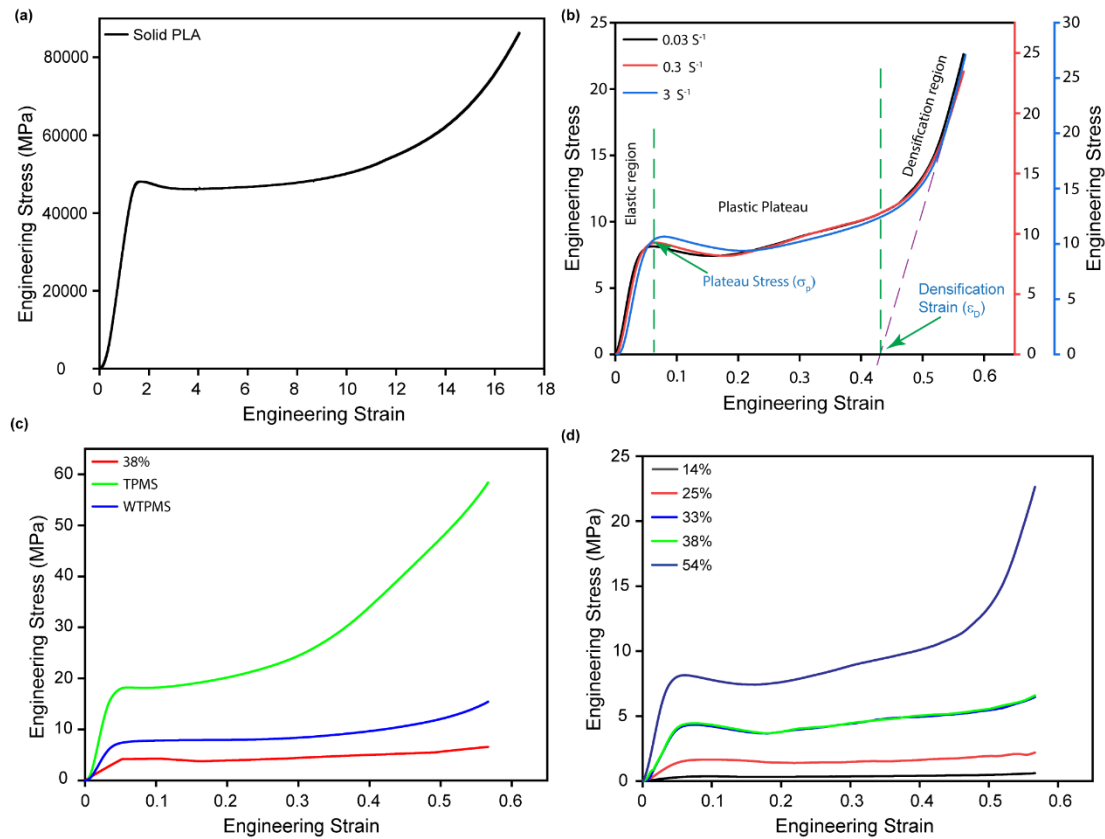 (a)
Solid PLA
80000
60000
40000
20000
0
Engineering Stress (MPa)
0 2 4 6 8 10 12 14 16 18
Engineering Strain
(b)
0.03 S⁻¹
0.3 S⁻¹
3 S⁻¹
25
20
15
10
5
0
Engineering Stress
Elastic region
Plastic Plateau
Densification region
Plateau Stress (σₚ)
Densification
Strain (ε_D)
0 0.1 0.2 0.3 0.4 0.5 0.6
Engineering Strain
25
20
15
10
5
0
30
25
20
15
10
5
0
Engineering Stress
(c)
38%
TPMS
WTPMS
60
50
40
30
20
10
0
Engineering Stress (MPa)
0 0.1 0.2 0.3 0.4 0.5 0.6
Engineering Strain
(d)
14%
25%
33%
38%
54%
25
20
15
10
5
0
Engineering Stress (MPa)
0 0.1 0.2 0.3 0.4 0.5 0.6
Engineering Strain